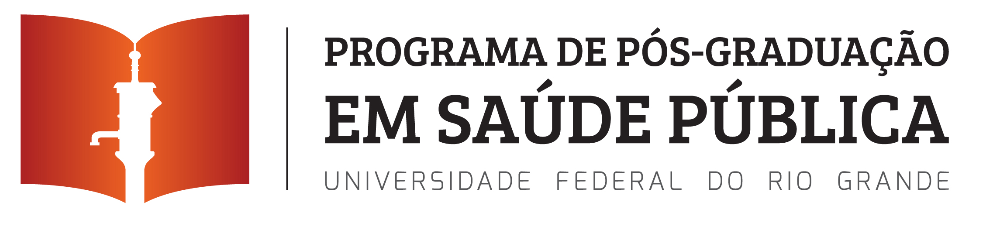 PROGRAMA DE PÓS-GRADUAÇÃO
EM SAÚDE PÚBLICA
UNIVERSIDADE FEDERAL DO RIO GRANDE